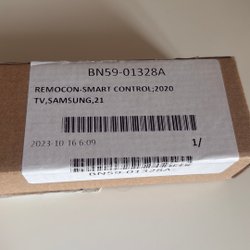 BN59-01328A
REMOCON-SMART CONTROL;2020
TV,SAMSUNG,21
2023-10-16 6:09
1/
BN59-01328A